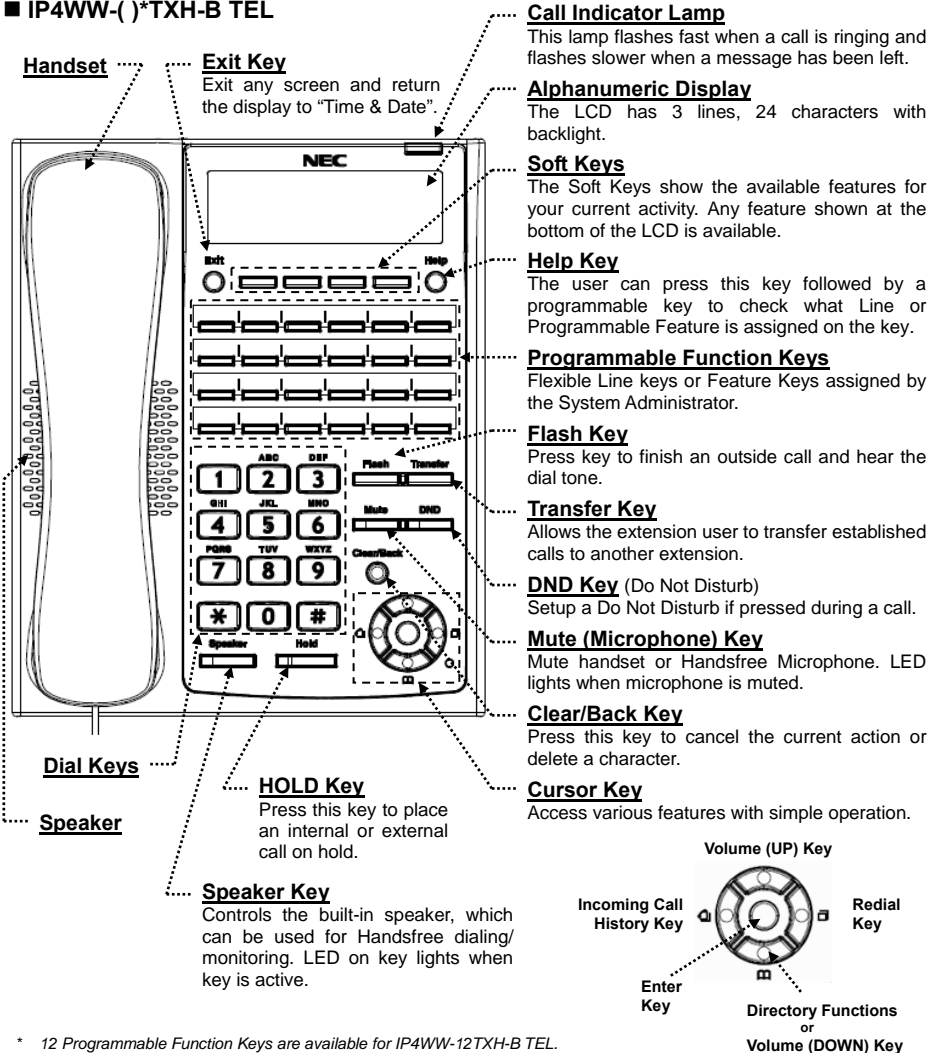 ■ IP4WW-( )*TXH-B TEL
Handset
Exit Key
Exit any screen and return
the display to “Time & Date”.
Call Indicator Lamp
This lamp flashes fast when a call is ringing and
flashes slower when a message has been left.
Alphanumeric Display
The LCD has 3 lines, 24 characters with
backlight.
Soft Keys
The Soft Keys show the available features for
your current activity. Any feature shown at the
bottom of the LCD is available.
Help Key
The user can press this key followed by a
programmable key to check what Line or
Programmable Feature is assigned on the key.
Programmable Function Keys
Flexible Line keys or Feature Keys assigned by
the System Administrator.
Flash Key
Press key to finish an outside call and hear the
dial tone.
Transfer Key
Allows the extension user to transfer established
calls to another extension.
DND Key (Do Not Disturb)
Setup a Do Not Disturb if pressed during a call.
Mute (Microphone) Key
Mute handset or Handsfree Microphone. LED
lights when microphone is muted.
Clear/Back Key
Press this key to cancel the current action or
delete a character.
Cursor Key
Access various features with simple operation.
NEC
Exit
Help
ABC DEF
1 2 3
Flash Transfer
GHI JKL MNO
4 5 6
Mute DND
PQRS TUV WXYZ
7 8 9
Clear/Back
* 0 #
Speaker Hold
Dial Keys
Speaker
HOLD Key
Press this key to place
an internal or external
call on hold.
Speaker Key
Controls the built-in speaker, which
can be used for Handsfree dialing/
monitoring. LED on key lights when
key is active.
Volume (UP) Key
Incoming Call
History Key
Redial
Key
Enter
Key
Directory Functions
or
Volume (DOWN) Key
* 12 Programmable Function Keys are available for IP4WW-12TXH-B TEL.